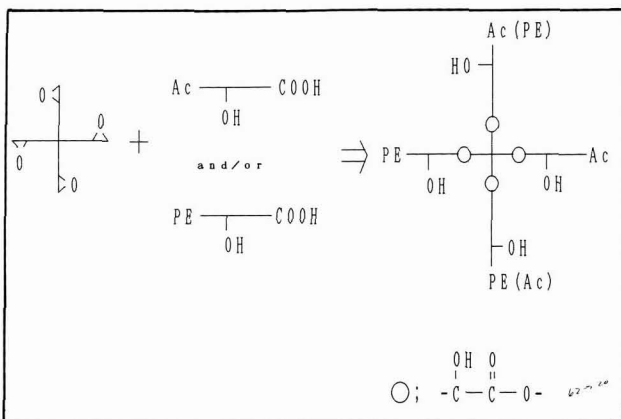 Ac(PE)
HO
O
O
O
O
Ac COOH
OH
and/or
PE COOH
OH
PE Ac
OH OH
OH
PE(Ac)
OH O
; -C-C-O-